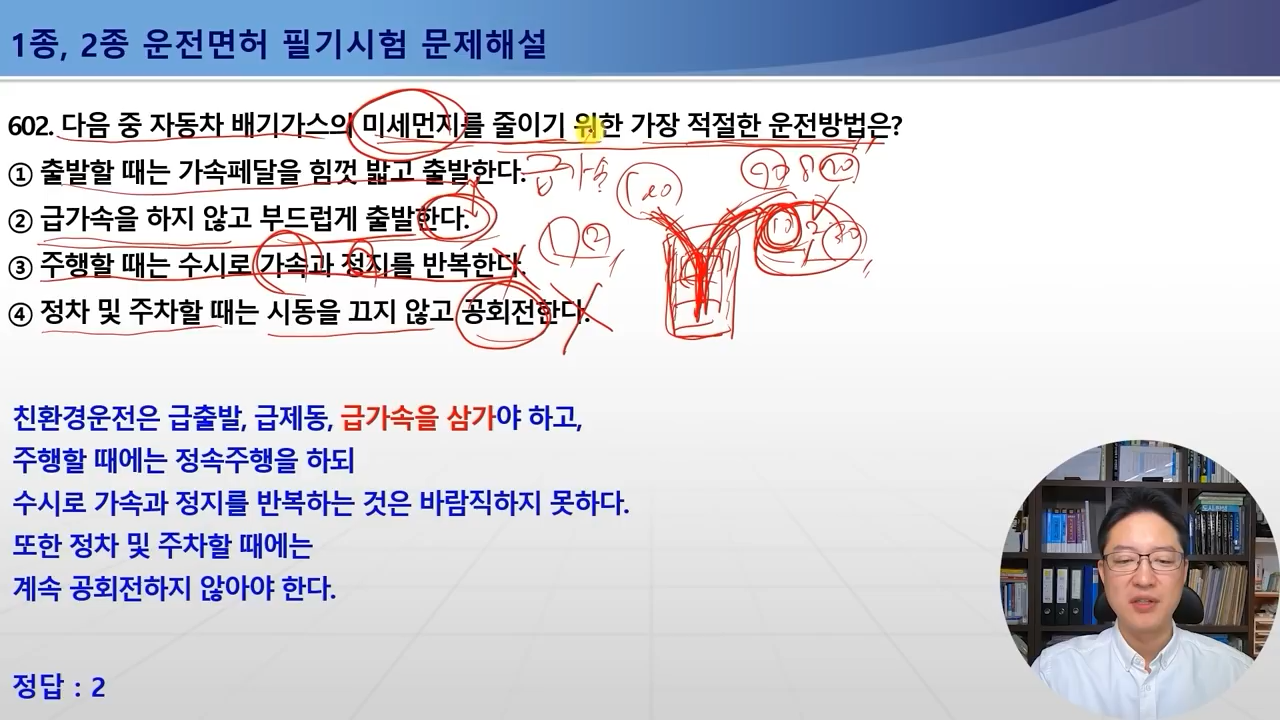 1종, 2종 운전면허 필기시험 문제해설
602. 다음 중 자동차 배기가스의 미세먼지를 줄이기 위한 가장 적절한 운전방법은?
① 출발할 때는 가속페달을 힘껏 밟고 출발한다.
급가속
② 급가속을 하지 않고 부드럽게 출발한다.
③ 주행할 때는 수시로 가속과 정지를 반복한다.
④ 정차 및 주차할 때는 시동을 끄지 않고 공회전한다.
친환경운전은 급출발, 급제동, 급가속을 삼가야 하고,
주행할 때에는 정속주행을 하되
수시로 가속과 정지를 반복하는 것은 바람직하지 못하다.
또한 정차 및 주차할 때에는
계속 공회전하지 않아야 한다.
정답 : 2